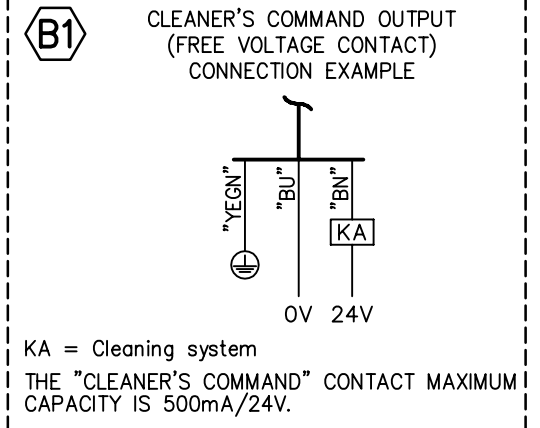 B1
CLEANER'S COMMAND OUTPUT
(FREE VOLTAGE CONTACT)
CONNECTION EXAMPLE
"YEGN"
"BU"
"BN"
KA
0V 24V
KA = Cleaning system
THE "CLEANER'S COMMAND" CONTACT MAXIMUM
CAPACITY IS 500mA/24V.